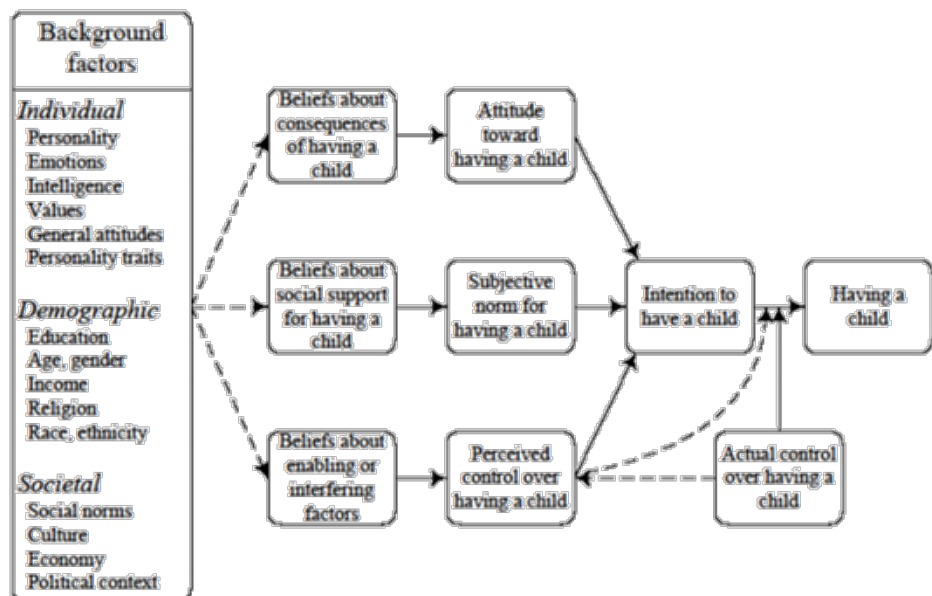 Background
factors
Individual
Personality
Emotions
Intelligence
Values
General attitudes
Personality traits
Demographic
Education
Age, gender
Income
Religion
Race, ethnicity
Societal
Social norms
Culture
Economy
Political context
Beliefs about
consequences
of having a
child
Attitude
toward
having a child
Beliefs about
social support
for having a
child
Subjective
norm for
having a child
Intention to
have a child
Having a
child
Beliefs about
enabling or
interfering
factors
Perceived
control over
having a child
Actual control
over having a
child